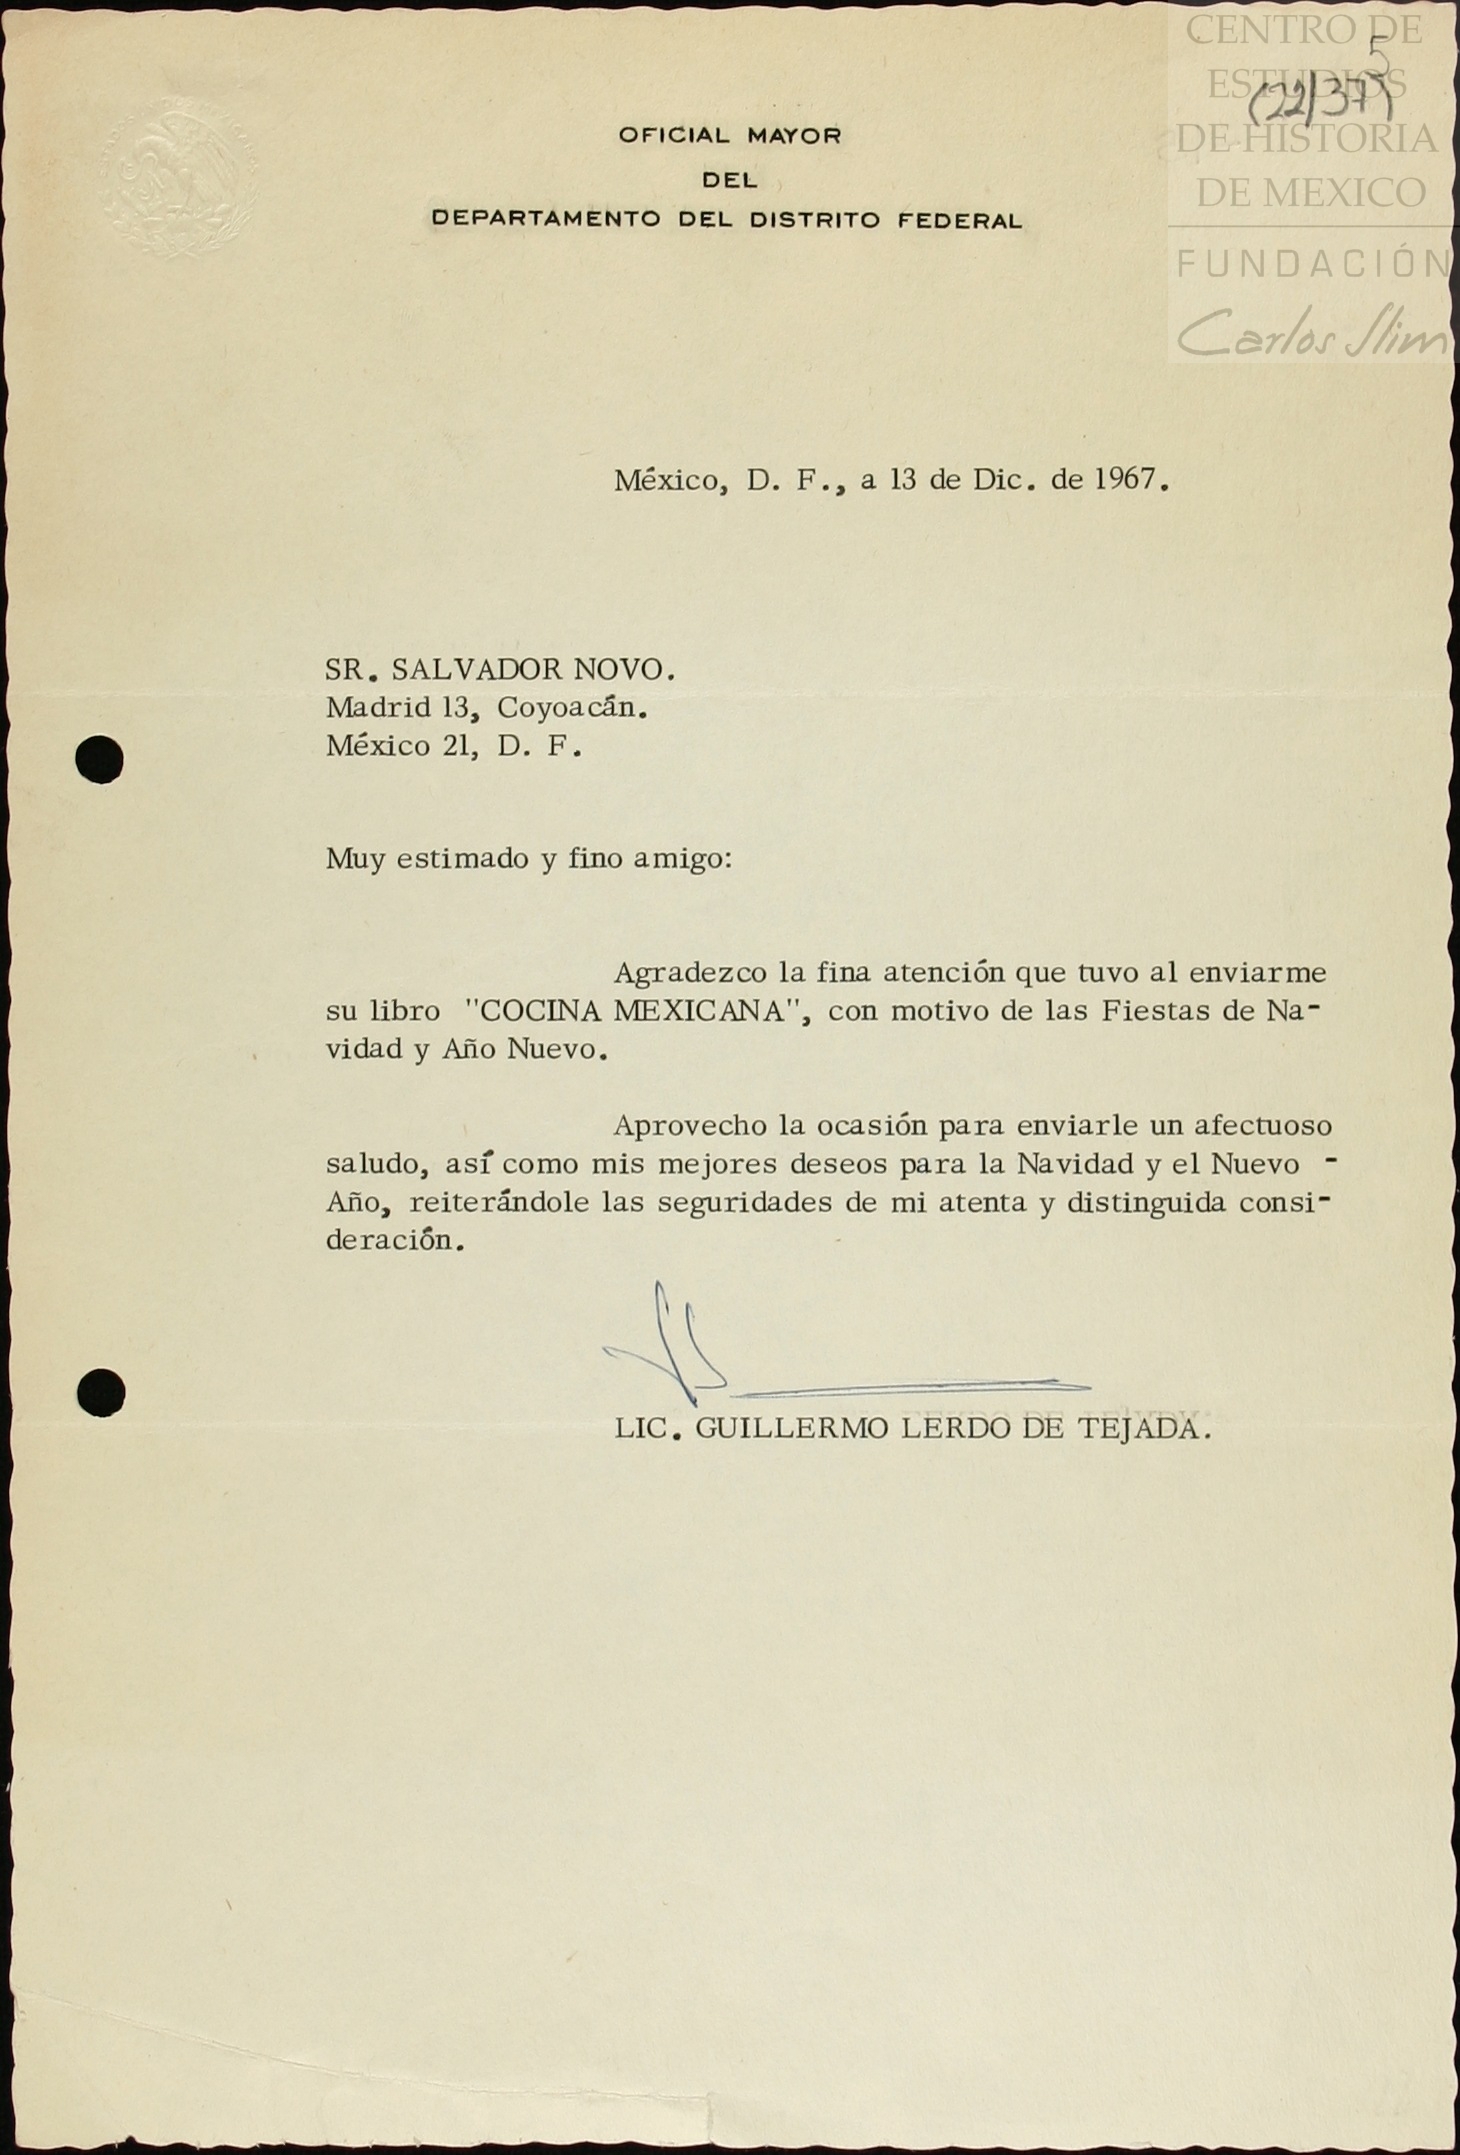 CENTRO DE
ESTUDIOS
DE HISTORIA
DE MEXICO
FUNDACIÓN
Carlos Slim
5
(22/37)
OFICIAL MAYOR
DEL
DEPARTAMENTO DEL DISTRITO FEDERAL
México, D. F., a 13 de Dic. de 1967.
SR. SALVADOR NOVO.
Madrid 13, Coyoacán.
México 21, D. F.
Muy estimado y fino amigo:
Agradezco la fina atención que tuvo al enviarme
su libro "COCINA MEXICANA", con motivo de las Fiestas de Na-
vidad y Año Nuevo.
Aprovecho la ocasión para enviarle un afectuoso
saludo, así como mis mejores deseos para la Navidad y el Nuevo -
Año, reiterándole las seguridades de mi atenta y distinguida consi-
deración.
LIC. GUILLERMO LERDO DE TEJADA.